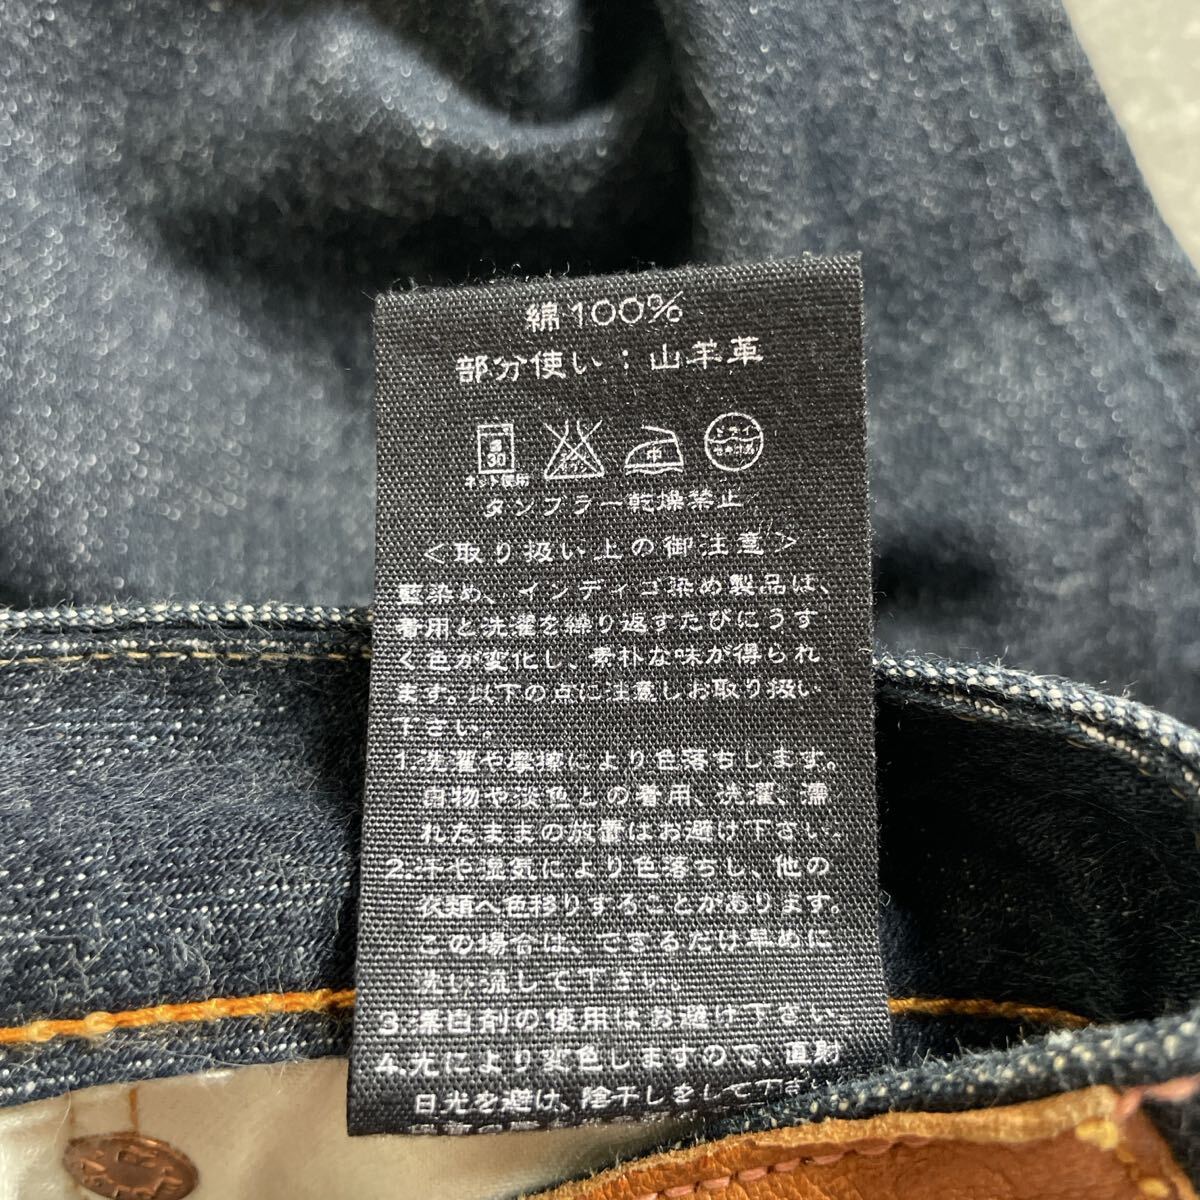 綿100%
部分使い：山羊革
30
ネット使用
中
タンブラー乾燥禁止
＜取り扱い上の御注意＞
藍染め、インディゴ染め製品は、
着用と洗濯を繰り返すたびにうす
く色が変化し、素朴な味が得られ
ます。以下の点に注意しお取り扱い
下さい。
1.洗濯や摩擦により色落ちします。
白物や淡色との着用、洗濯、濡
れたままの放置はお避け下さい。
2.汗や湿気により色落ちし、他の
衣類へ色移りすることがあります。
この場合は、できるだけ早めに
洗い流して下さい。
3.漂白剤の使用はお避け下さい。
4.光により変色しますので、直射
日光を避け、陰干しをして下さい